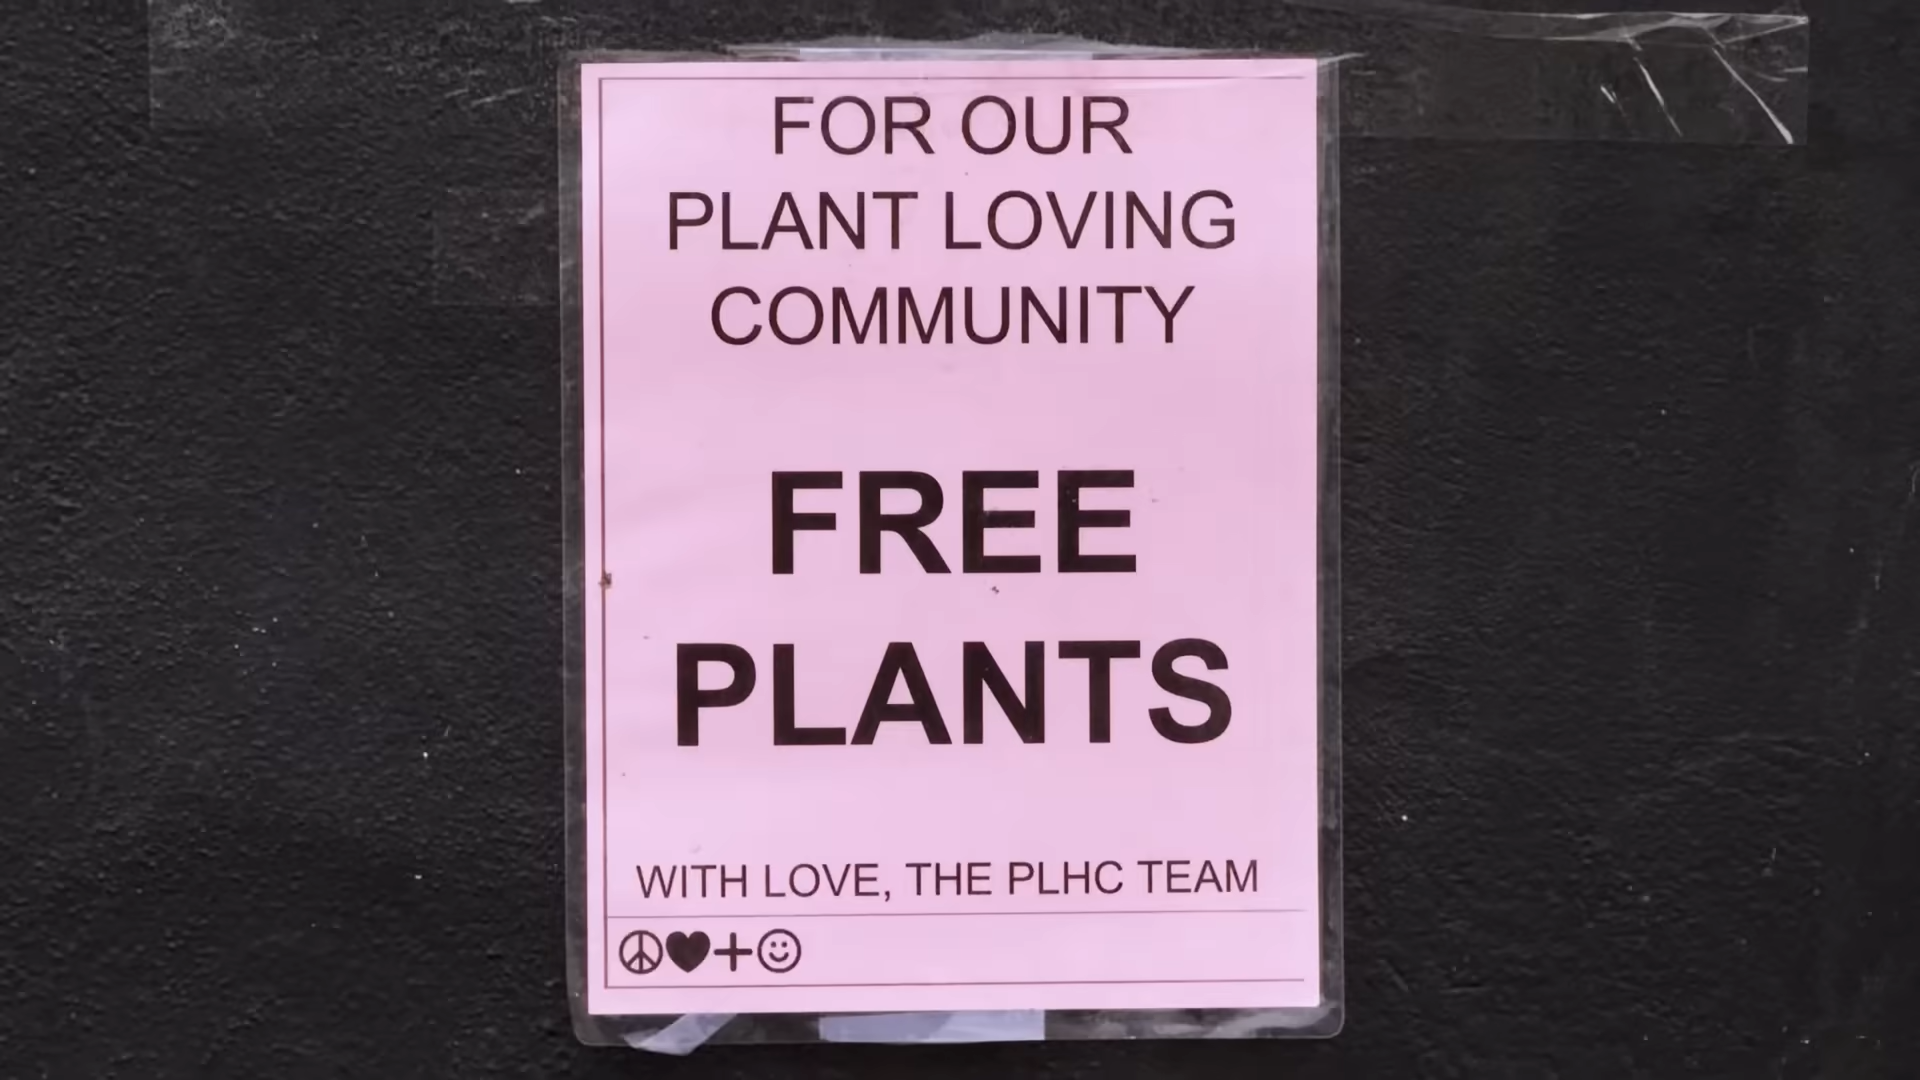 FOR OUR
PLANT LOVING
COMMUNITY
FREE
PLANTS
WITH LOVE, THE PLHC TEAM